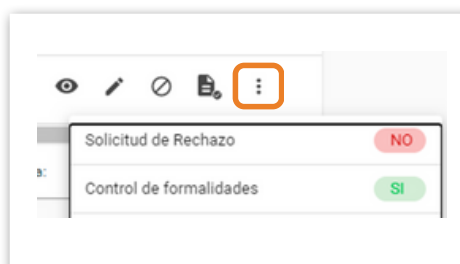 Solicitud de Rechazo NO
a:
Control de formalidades SI